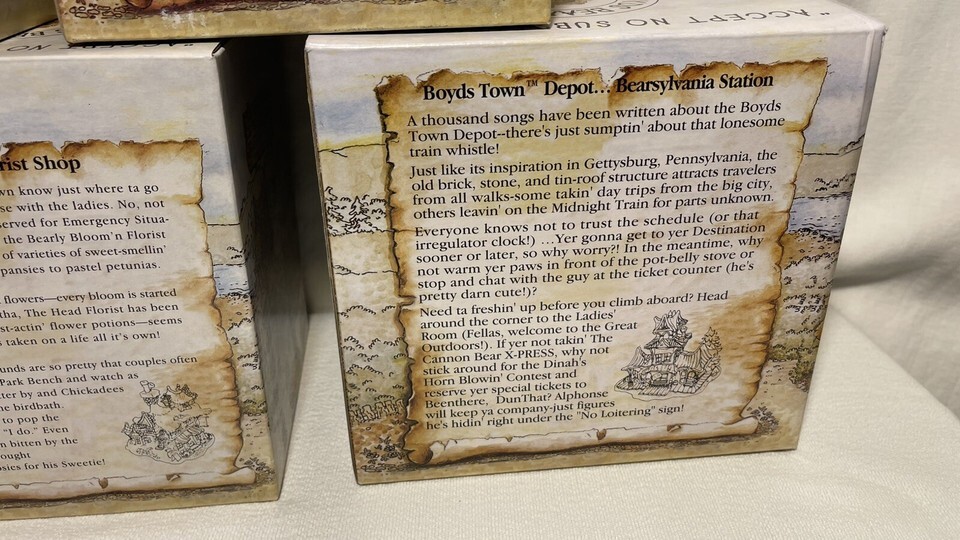 "ACCEPT NO SUB
"ACCEPT NO
rist Shop
wn know just where ta go
se with the ladies. No, not
erved for Emergency Situa-
the Bearly Bloom'n Florist
of varieties of sweet-smellin'
pansies to pastel petunias.
flowers—every bloom is started
tha, The Head Florist has been
st-actin' flower potions—seems
s taken on a life all it's own!
unds are so pretty that couples often
Park Bench and watch as
ter by and Chickadees
he birdbath.
to pop the
"I do." Even
n bitten by the
ought
sies for his Sweetie!
Boyds Town™ Depot... Bearsylvania Station
A thousand songs have been written about the Boyds
Town Depot--there's just sumptin' about that lonesome
train whistle!
Just like its inspiration in Gettysburg, Pennsylvania, the
old brick, stone, and tin-roof structure attracts travelers
from all walks-some takin' day trips from the big city,
others leavin' on the Midnight Train for parts unknown.
Everyone knows not to trust the schedule (or that
irregulator clock!) ...Yer gonna get to yer Destination
sooner or later, so why worry?! In the meantime, why
not warm yer paws in front of the pot-belly stove or
stop and chat with the guy at the ticket counter (he's
pretty darn cute!)?
Need ta freshin' up before you climb aboard? Head
around the corner to the Ladies'
Room (Fellas, welcome to the Great
Outdoors!). If yer not takin' The
Cannon Bear X-PRESS, why not
stick around for the Dinah's
Horn Blowin' Contest and
reserve yer special tickets to
Beenthere, DunThat? Alphonse
will keep ya company-just figures
he's hidin' right under the "No Loitering" sign!